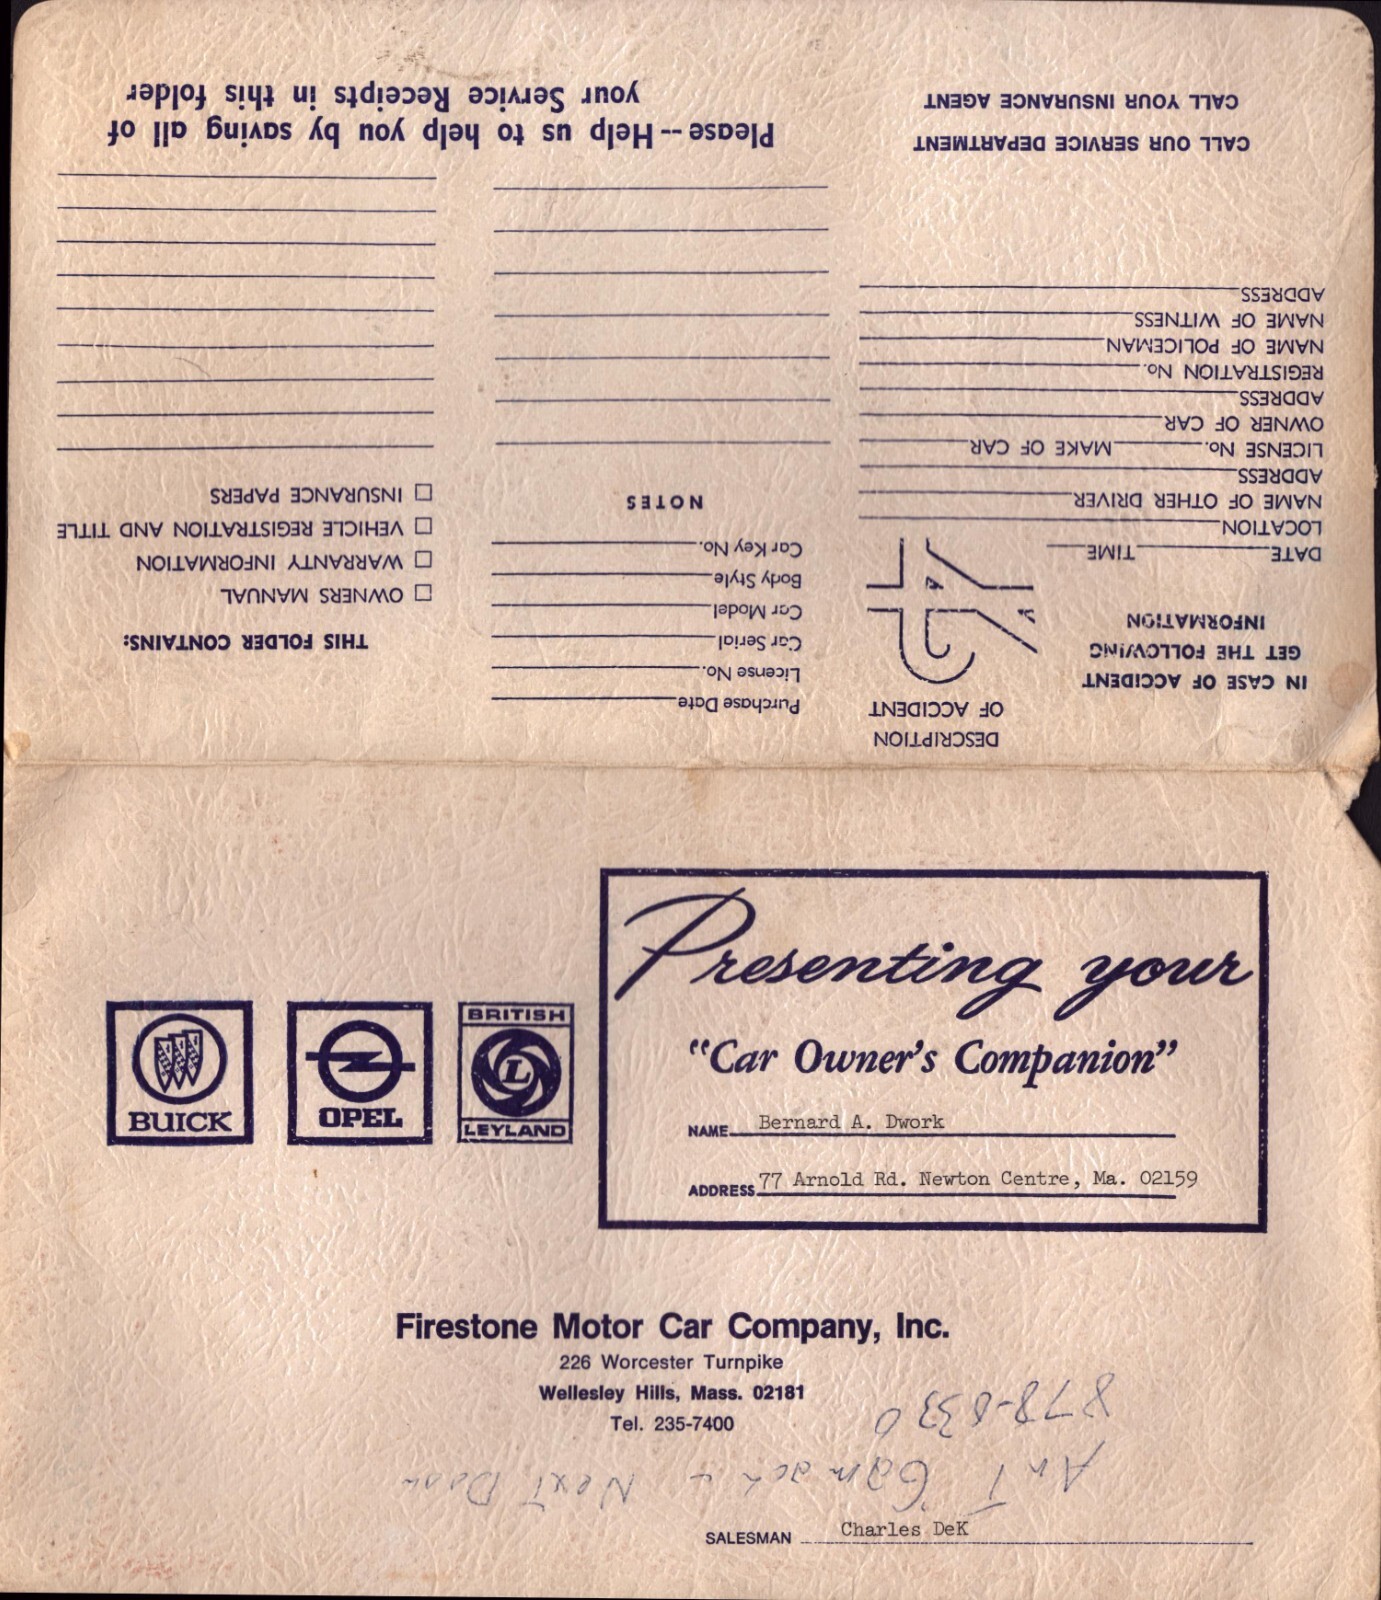 BUICK
OPEL
BRITISH
L
LEYLAND
Presenting your
"Car Owner's Companion"
NAME Bernard A. Dwork
ADDRESS 77 Arnold Rd. Newton Centre, Ma. 02159
Firestone Motor Car Company, Inc.
226 Worcester Turnpike
Wellesley Hills, Mass. 02181
Tel. 235-7400
SALESMAN Charles DeK
Art Next Door
878-8330
DESCRIPTION
OF ACCIDENT
IN CASE OF ACCIDENT
GET THE FOLLOWING
INFORMATION
DATE TIME
LOCATION
NAME OF OTHER DRIVER
ADDRESS
LICENSE No. MAKE OF CAR
OWNER OF CAR
ADDRESS
REGISTRATION No.
NAME OF POLICEMAN
NAME OF WITNESS
ADDRESS
CALL OUR SERVICE DEPARTMENT
CALL YOUR INSURANCE AGENT
Purchase Date
License No.
Car Serial
Car Model
Body Style
Car Key No.
NOTES
THIS FOLDER CONTAINS:
OWNERS MANUAL
WARRANTY INFORMATION
VEHICLE REGISTRATION AND TITLE
INSURANCE PAPERS
Please -- Help us to help you by saving all of
your Service Receipts in this folder